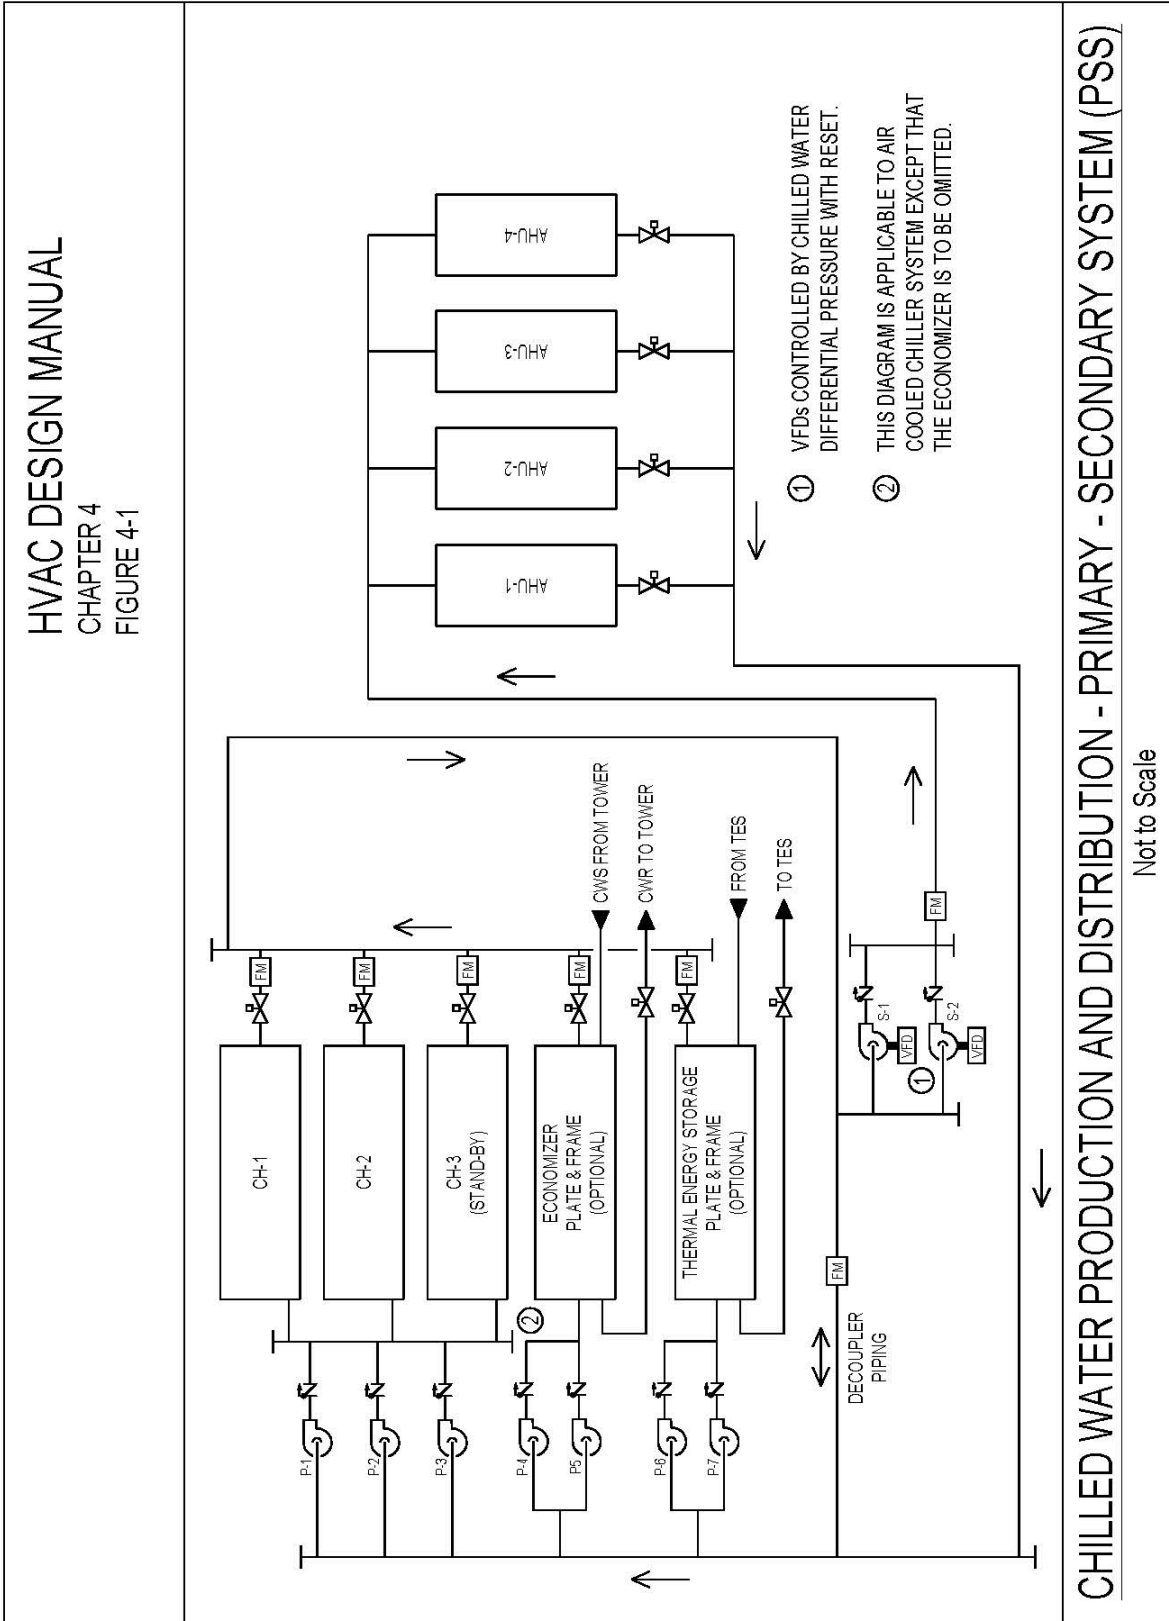 HVAC DESIGN MANUAL
CHAPTER 4
FIGURE 4-1
P-1
P-2
P-3
P-4
P5
P-6
P-7
CH-1
CH-2
CH-3
(STAND-BY)
②
ECONOMIZER
PLATE & FRAME
(OPTIONAL)
THERMAL ENERGY STORAGE
PLATE & FRAME
(OPTIONAL)
FM
FM
FM
FM
FM
CWS FROM TOWER
CWR TO TOWER
FROM TES
TO TES
DECOUPLER
PIPING
FM
①
S-1
VFD
S-2
VFD
FM
AHU-1
AHU-2
AHU-3
AHU-4
① VFDs CONTROLLED BY CHILLED WATER
DIFFERENTIAL PRESSURE WITH RESET.
② THIS DIAGRAM IS APPLICABLE TO AIR
COOLED CHILLER SYSTEM EXCEPT THAT
THE ECONOMIZER IS TO BE OMITTED.
CHILLED WATER PRODUCTION AND DISTRIBUTION - PRIMARY - SECONDARY SYSTEM (PSS)
Not to Scale